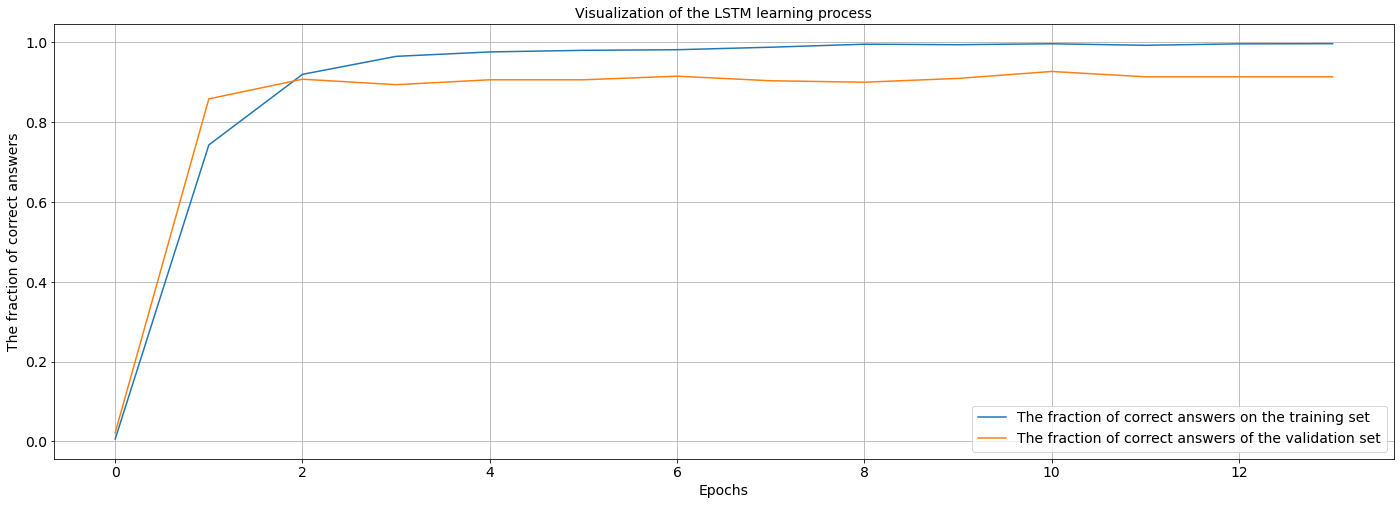 Visualization of the LSTM learning process
The fraction of correct answers
1.0
0.8
0.6
0.4
0.2
0.0
The fraction of correct answers on the training set
The fraction of correct answers of the validation set
0 2 4 6 8 10 12
Epochs